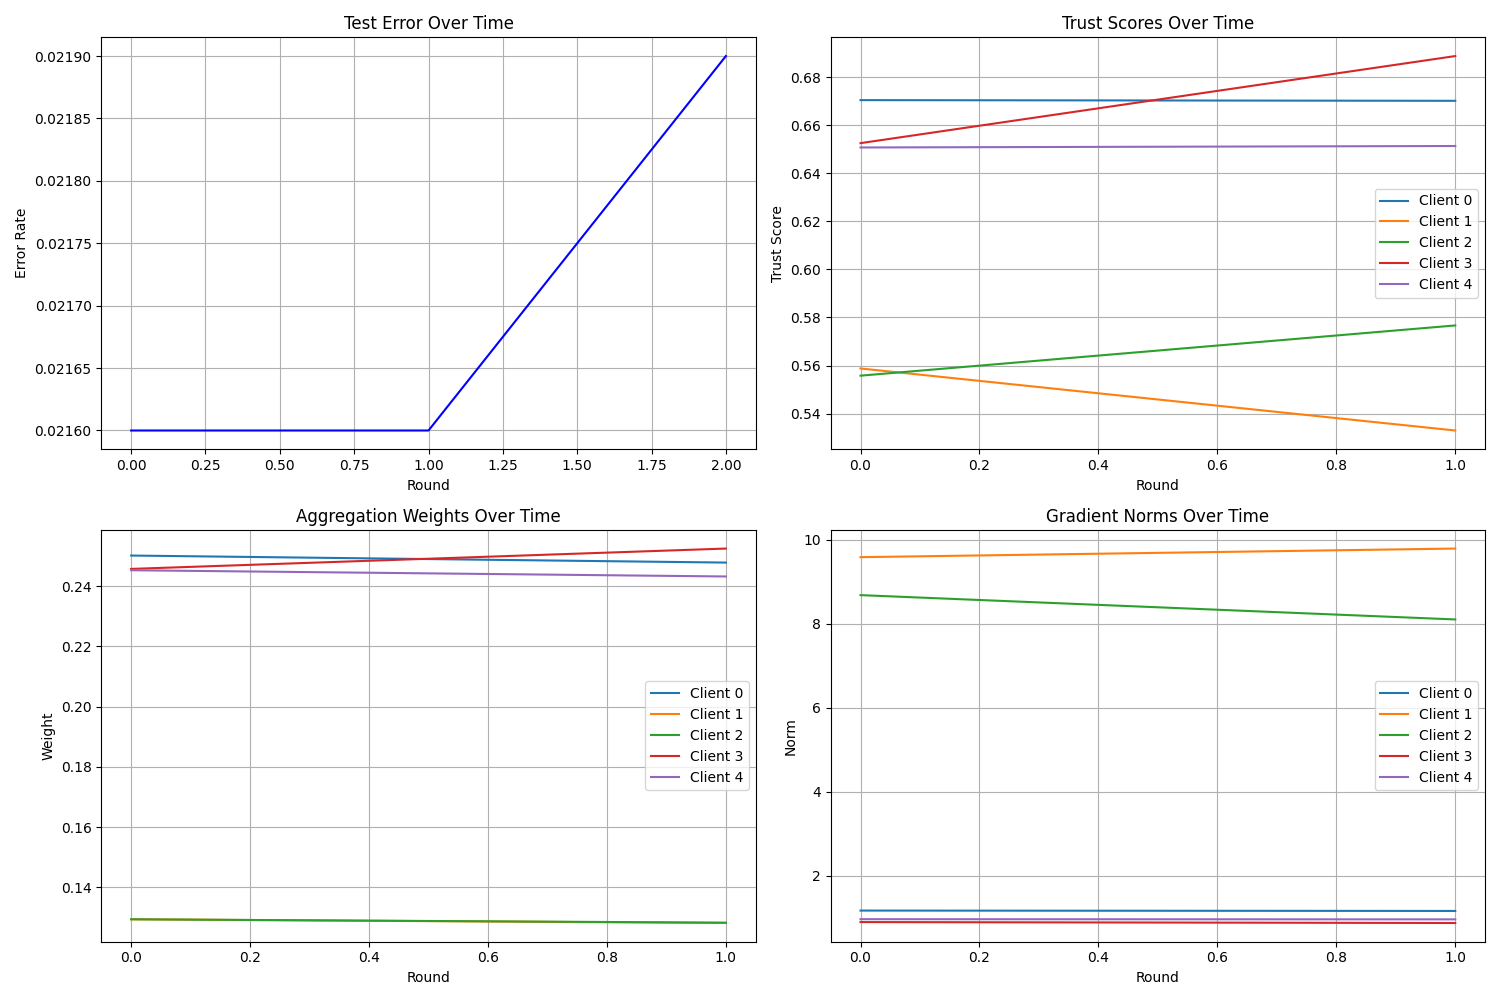 Test Error Over Time
Error Rate
0.02190
0.02185
0.02180
0.02175
0.02170
0.02165
0.02160
0.00 0.25 0.50 0.75 1.00 1.25 1.50 1.75 2.00
Round
Trust Scores Over Time
Trust Score
0.68
0.66
0.64
0.62
0.60
0.58
0.56
0.54
Client 0
Client 1
Client 2
Client 3
Client 4
0.0 0.2 0.4 0.6 0.8 1.0
Round
Aggregation Weights Over Time
Weight
0.24
0.22
0.20
0.18
0.16
0.14
Client 0
Client 1
Client 2
Client 3
Client 4
0.0 0.2 0.4 0.6 0.8 1.0
Round
Gradient Norms Over Time
Norm
10
8
6
4
2
Client 0
Client 1
Client 2
Client 3
Client 4
0.0 0.2 0.4 0.6 0.8 1.0
Round